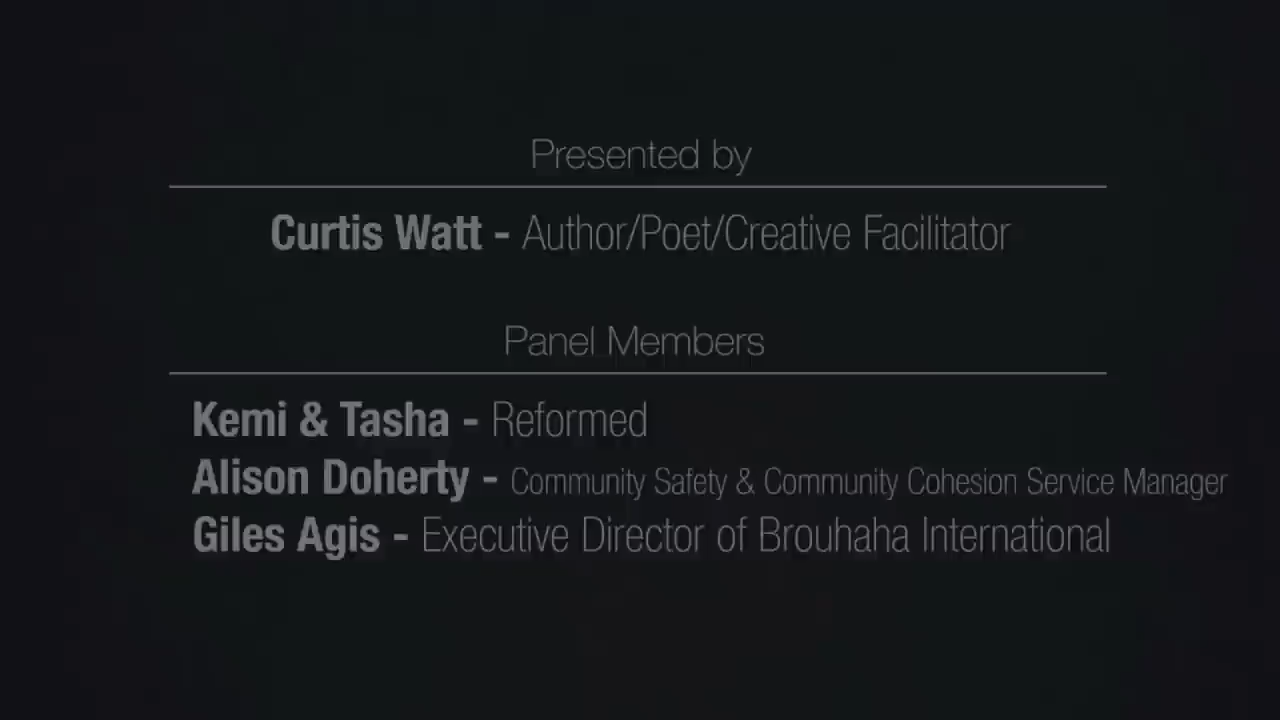 Presented by
Curtis Watt - Author/Poet/Creative Facilitator
Panel Members
Kemi & Tasha - Reformed
Alison Doherty - Community Safety & Community Cohesion Service Manager
Giles Agis - Executive Director of Brouhaha International